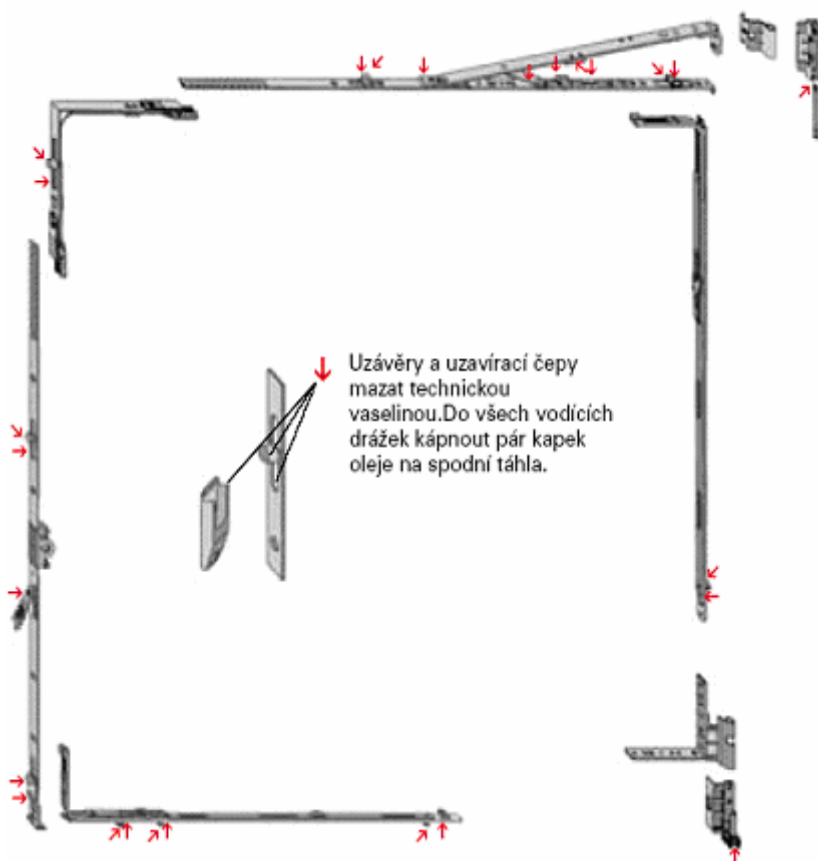 Uzávěry a uzavírací čepy
mazat technickou
vaselinou.Do všech vodících
drážek kápnout pár kapek
oleje na spodní táhla.